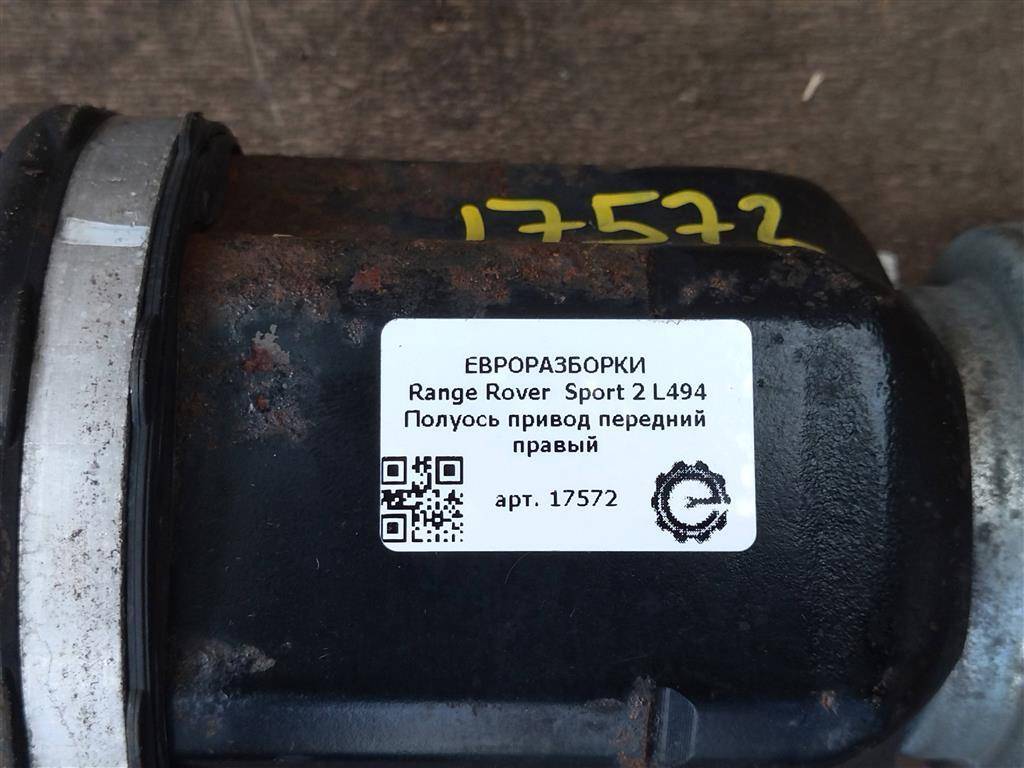 17572
ЕВРОРАЗБОРКИ
Range Rover Sport 2 L494
Полуось привод передний
правый
арт. 17572